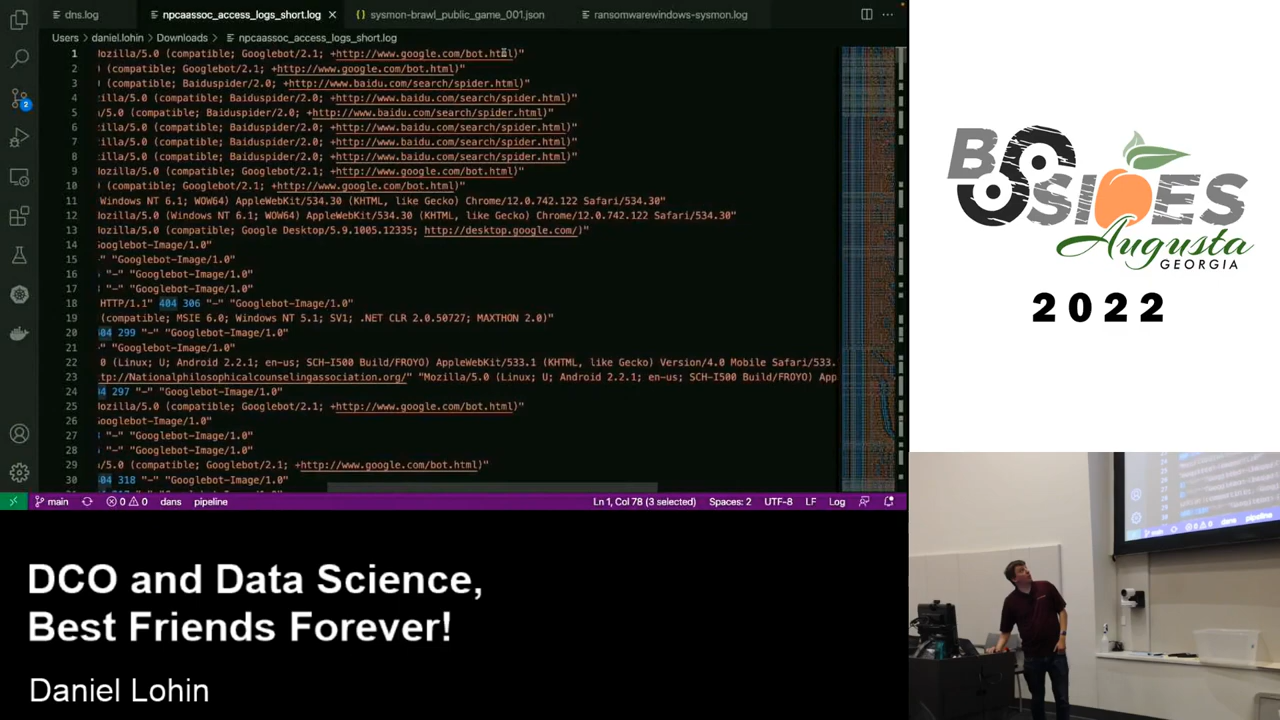 dns.log
npcaassoc_access_logs_short.log
sysmon-brawl_public_game_001.json
ransomwarewindows-sysmon.log
Users > daniel.lohin > Downloads > npcaassoc_access_logs_short.log
1 lozilla/5.0 (compatible; Googlebot/2.1; +http://www.google.com/bot.html)"
2 (compatible; Googlebot/2.1; +http://www.google.com/bot.html)"
3 (compatible; Baiduspider/2.0; +http://www.baidu.com/search/spider.html)"
4 illa/5.0 (compatible; Baiduspider/2.0; +http://www.baidu.com/search/spider.html)"
5 ı/5.0 (compatible; Baiduspider/2.0; +http://www.baidu.com/search/spider.html)"
6 illa/5.0 (compatible; Baiduspider/2.0; +http://www.baidu.com/search/spider.html)"
7 illa/5.0 (compatible; Baiduspider/2.0; +http://www.baidu.com/search/spider.html)"
8 illa/5.0 (compatible; Baiduspider/2.0; +http://www.baidu.com/search/spider.html)"
9 lozilla/5.0 (compatible; Googlebot/2.1; +http://www.google.com/bot.html)"
10 (compatible; Googlebot/2.1; +http://www.google.com/bot.html)"
11 Windows NT 6.1; WOW64) AppleWebKit/534.30 (KHTML, like Gecko) Chrome/12.0.742.122 Safari/534.30"
12 lozilla/5.0 (Windows NT 6.1; WOW64) AppleWebKit/534.30 (KHTML, like Gecko) Chrome/12.0.742.122 Safari/534.30"
13 lozilla/5.0 (compatible; Google Desktop/5.9.1005.12335; http://desktop.google.com/)"
14 Googlebot-Image/1.0"
15 " "-" "Googlebot-Image/1.0"
16 "-" "Googlebot-Image/1.0"
17 "-" "Googlebot-Image/1.0"
18 HTTP/1.1" 404 306 "-" "Googlebot-Image/1.0"
19 (compatible; MSIE 6.0; Windows NT 5.1; SV1; .NET CLR 2.0.50727; MAXTHON 2.0)"
20 404 299 "-" "Googlebot-Image/1.0"
21 " "Googlebot-Image/1.0"
22 0 (Linux; U; Android 2.2.1; en-us; SCH-I500 Build/FROYO) AppleWebKit/533.1 (KHTML, like Gecko) Version/4.0 Mobile Safari/533.
23 tp://Nationalphilosophicalcounselingassociation.org/" "Mozilla/5.0 (Linux; U; Android 2.2.1; en-us; SCH-I500 Build/FROYO) App
24 404 297 "-" "Googlebot-Image/1.0"
25 lozilla/5.0 (compatible; Googlebot/2.1; +http://www.google.com/bot.html)"
26 Googlebot-Image/1.0"
27 "-" "Googlebot-Image/1.0"
28 "-" "Googlebot-Image/1.0"
29 /5.0 (compatible; Googlebot/2.1; +http://www.google.com/bot.html)"
30 404 318 "-" "Googlebot-Image/1.0"
2
main 0 0 dans pipeline Ln 1, Col 78 (3 selected) Spaces: 2 UTF-8 LF Log
DCO and Data Science,
Best Friends Forever!
Daniel Lohin
BSIDES
Augusta
GEORGIA
2022